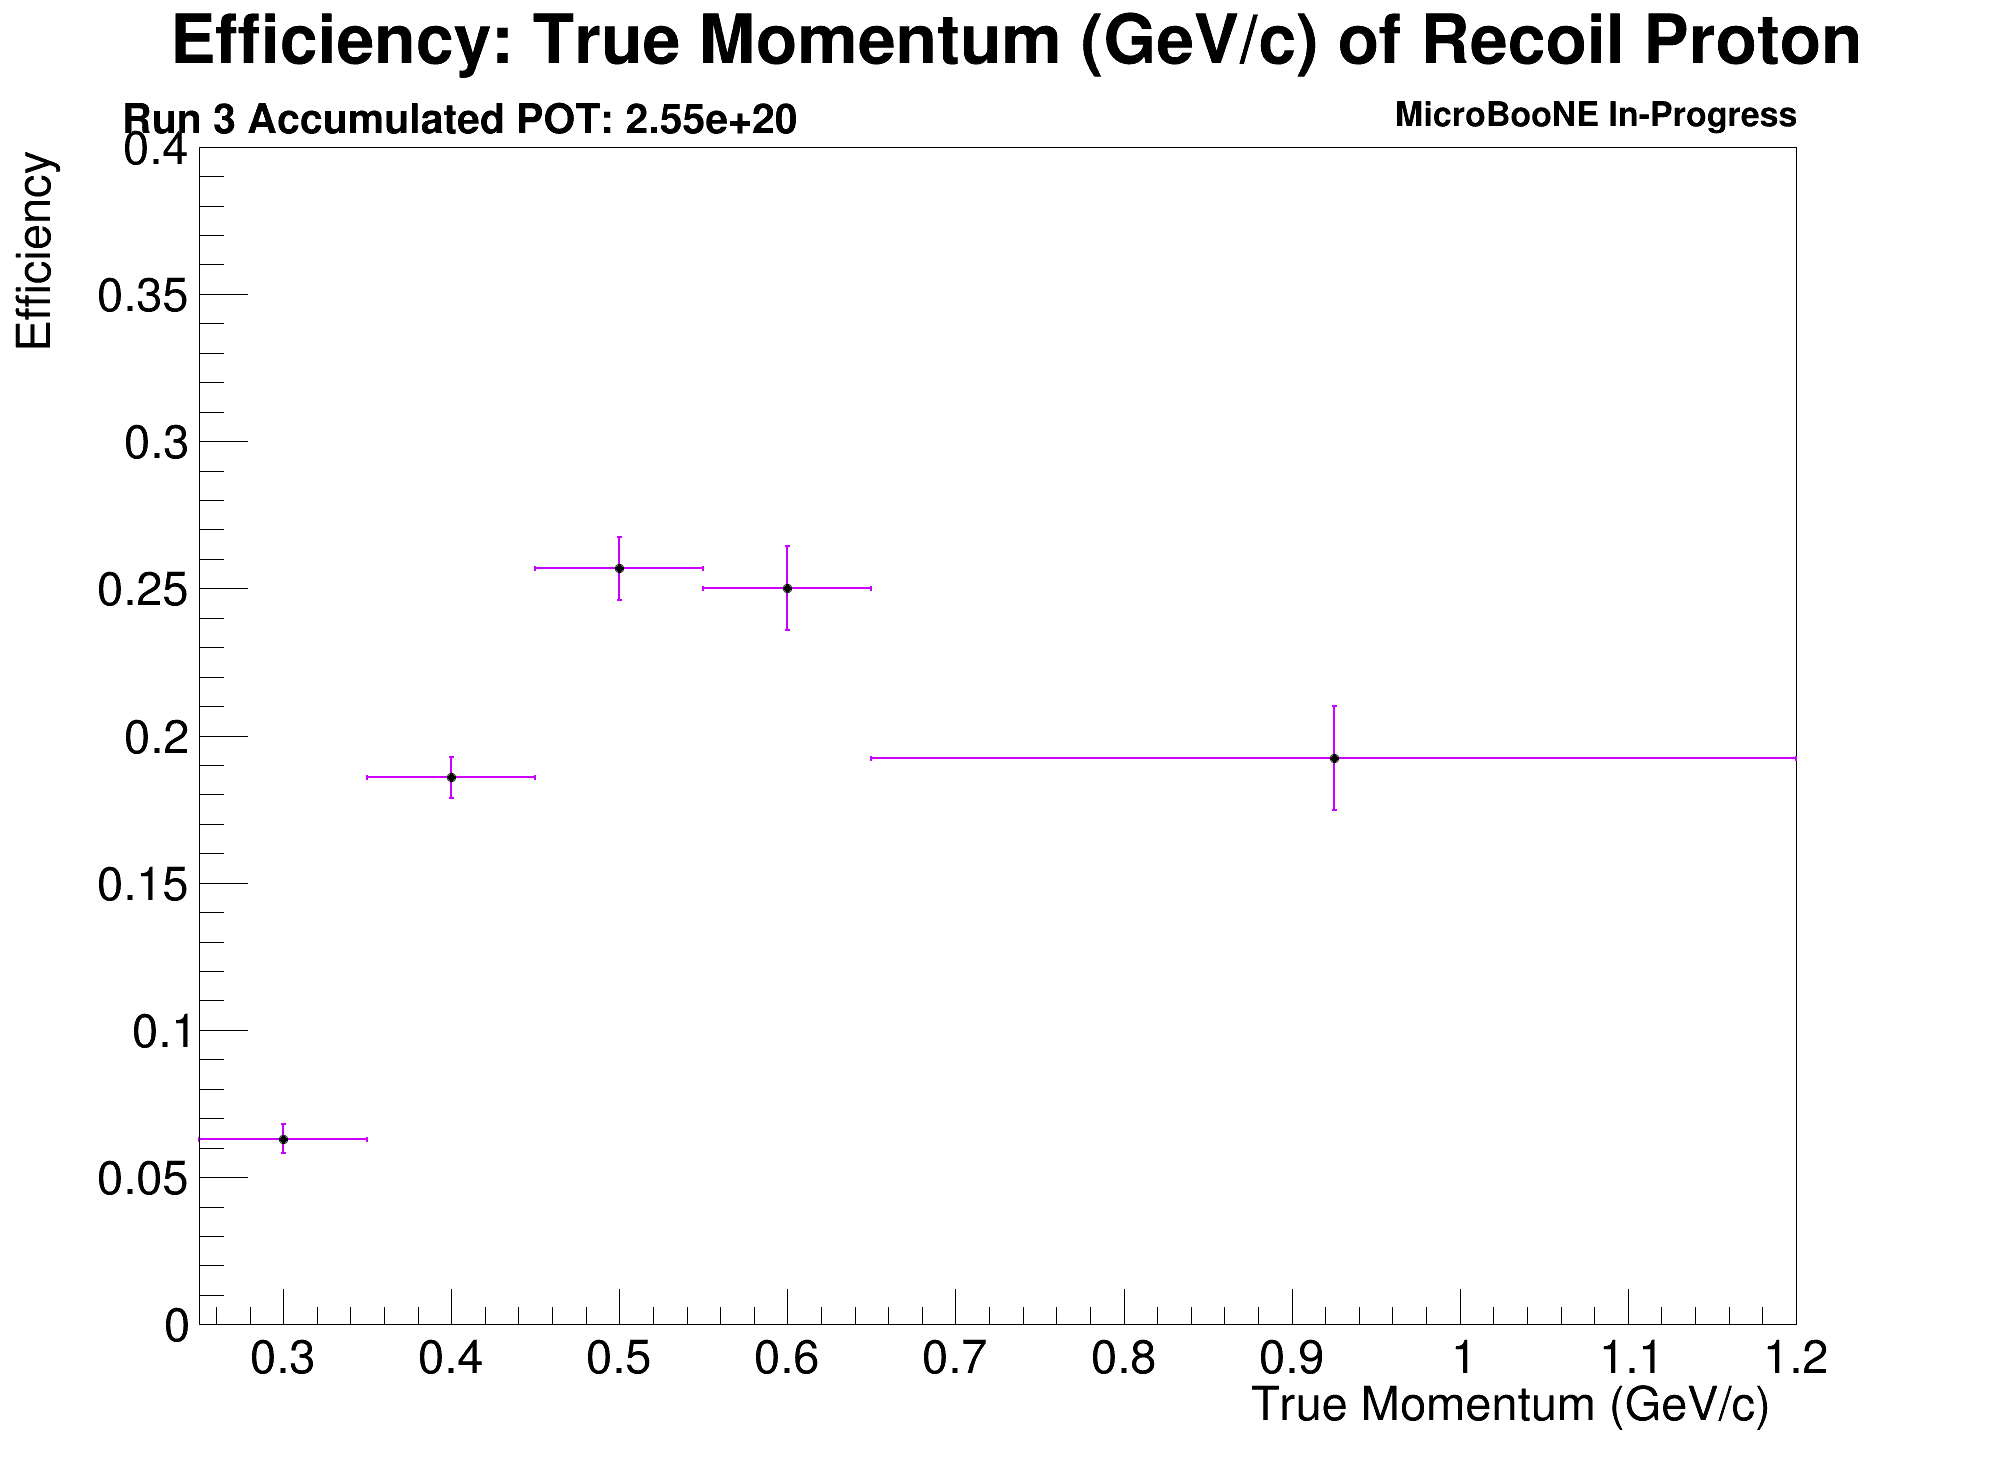 Efficiency: True Momentum (GeV/c) of Recoil Proton
Run 3 Accumulated POT: 2.55e+20
MicroBooNE In-Progress
Efficiency
0.4
0.35
0.3
0.25
0.2
0.15
0.1
0.05
0
0.3 0.4 0.5 0.6 0.7 0.8 0.9 1 1.1 1.2
True Momentum (GeV/c)